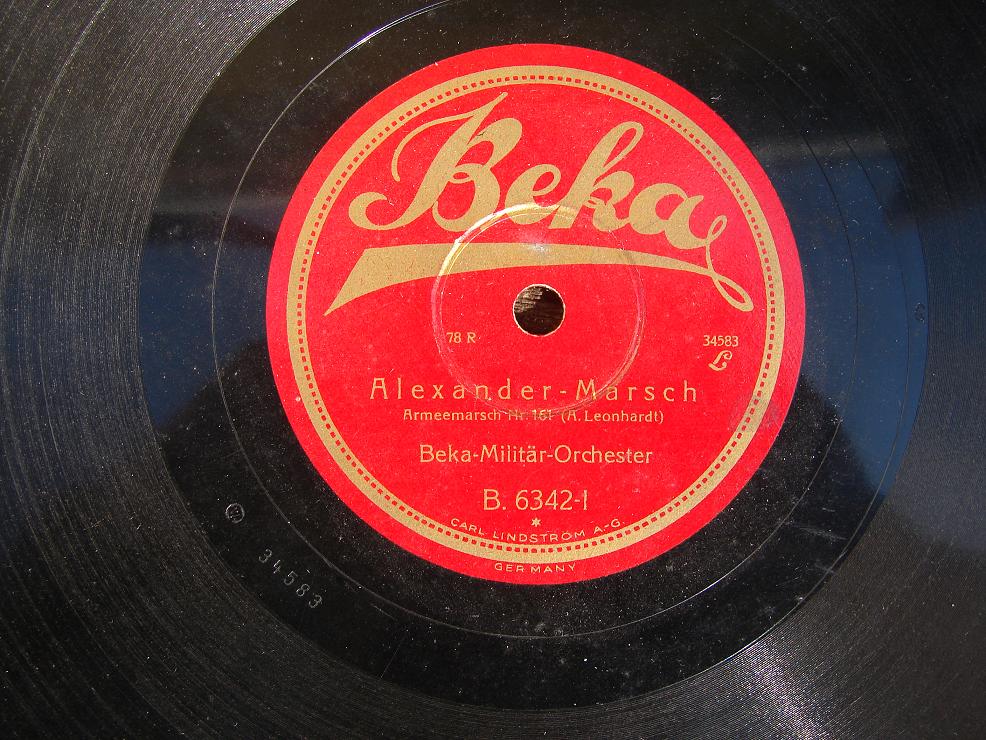 Beka
78 R
34583
L
Alexander-Marsch
Armeemarsch Nr. 161 (A. Leonhardt)
Beka-Militär-Orchester
B. 6342-I
CARL LINDSTRÖM A-G
GERMANY
34583